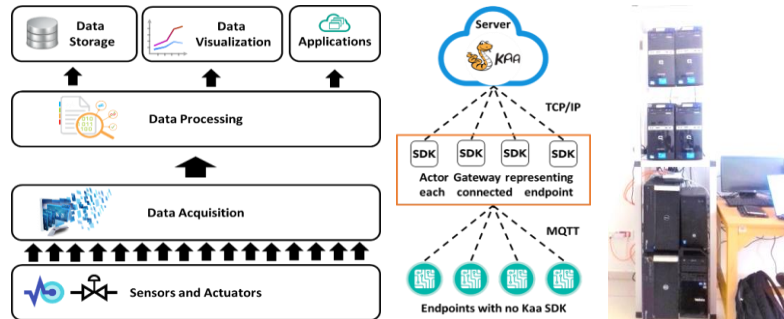 Data
Storage
Data
Visualization
Applications
Data Processing
Data Acquisition
Sensors and Actuators
Server
KAA
TCP/IP
SDK SDK SDK SDK
Actor Gateway representing
each connected endpoint
MQTT
Endpoints with no Kaa SDK